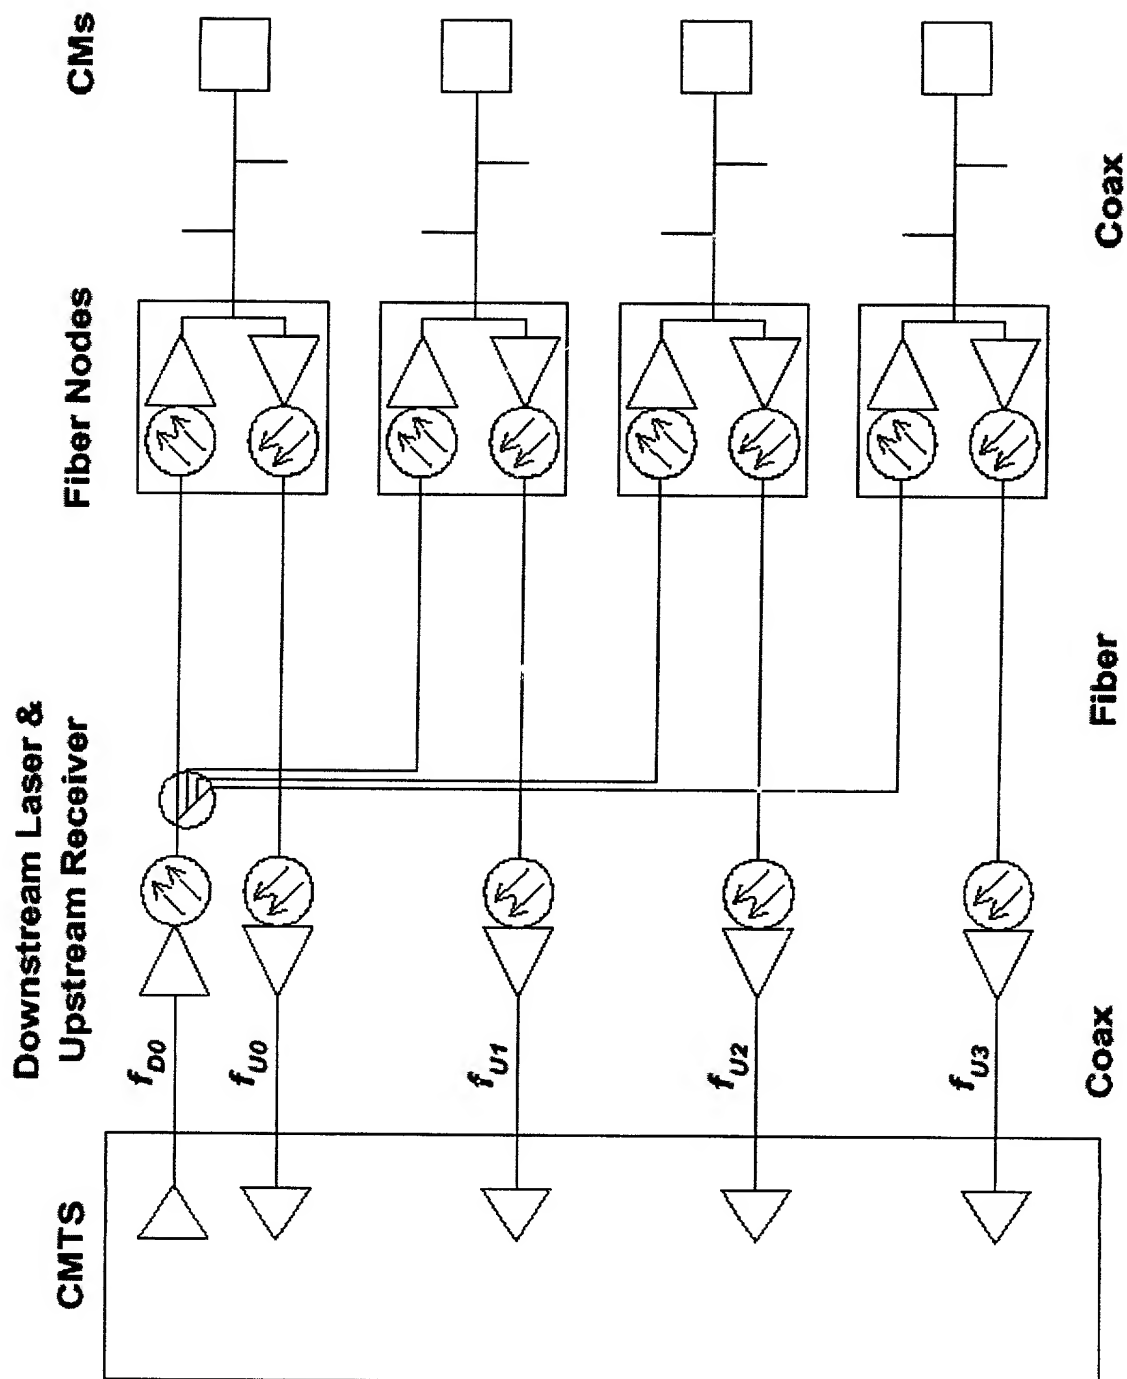 CMTS
Downstream Laser &
Upstream Receiver
Fiber Nodes
CMs
f_D0
f_U0
f_U1
f_U2
f_U3
Coax
Fiber
Coax